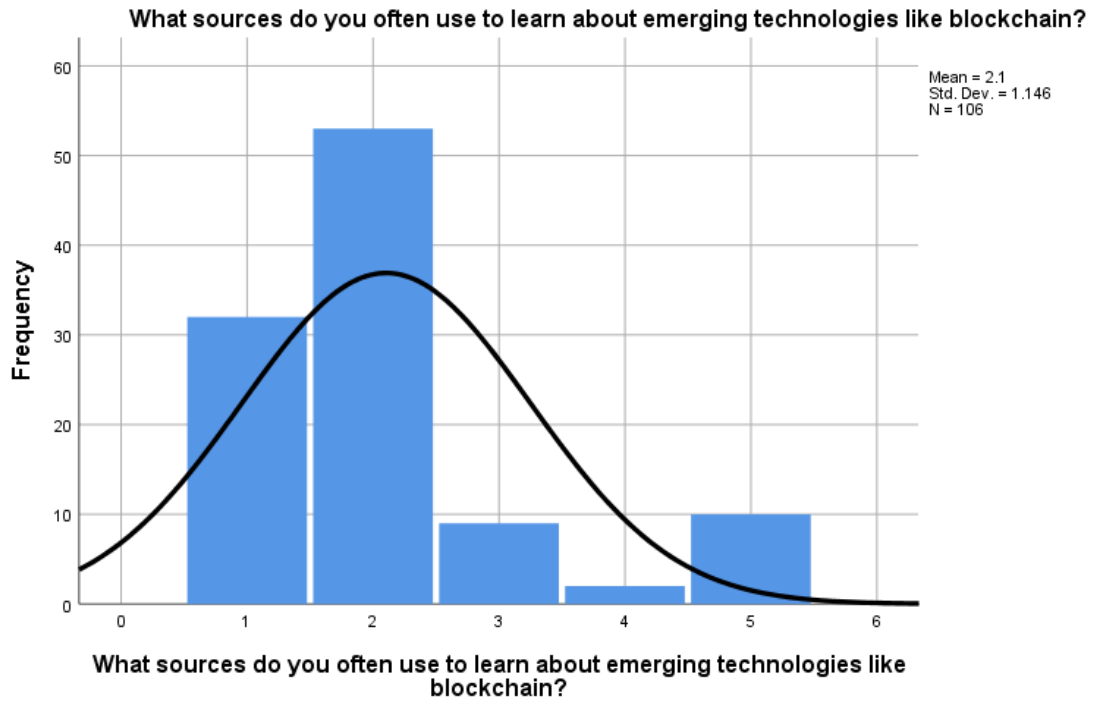 What sources do you often use to learn about emerging technologies like blockchain?
Mean = 2.1
Std. Dev. = 1.146
N = 106
Frequency
60
50
40
30
20
10
0
0 1 2 3 4 5 6
What sources do you often use to learn about emerging technologies like
blockchain?